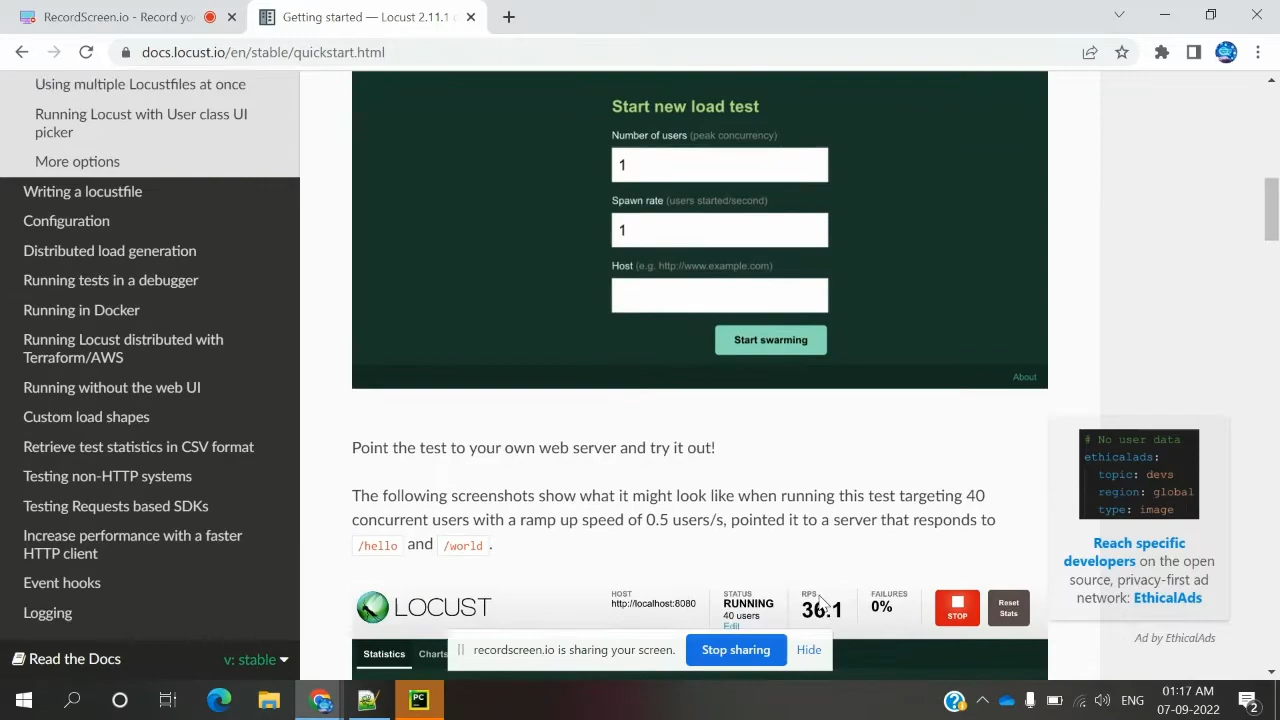 RecordScreen.io - Record you
Getting started — Locust 2.11.1
docs.locust.io/en/stable/quickstart.html
Using multiple Locustfiles at once
Running Locust with User class UI
picker
More options
Writing a locustfile
Configuration
Distributed load generation
Running tests in a debugger
Running in Docker
Running Locust distributed with
Terraform/AWS
Running without the web UI
Custom load shapes
Retrieve test statistics in CSV format
Testing non-HTTP systems
Testing Requests based SDKs
Increase performance with a faster
HTTP client
Event hooks
Logging
Read the Docs
v: stable
Start new load test
Number of users (peak concurrency)
1
Spawn rate (users started/second)
1
Host (e.g. http://www.example.com)
Start swarming
About
Point the test to your own web server and try it out!
The following screenshots show what it might look like when running this test targeting 40
concurrent users with a ramp up speed of 0.5 users/s, pointed it to a server that responds to
/hello and /world .
LOCUST
HOST
http://localhost:8080
STATUS
RUNNING
40 users
Edit
RPS
36.1
FAILURES
0%
STOP
Reset
Stats
Statistics
Charts
recordscreen.io is sharing your screen.
Stop sharing
Hide
# No user data
ethicalads:
topic: devs
region: global
type: image
Reach specific
developers on the open
source, privacy-first ad
network: EthicalAds
Ad by EthicalAds
PC
ENG
01:17 AM
07-09-2022
2